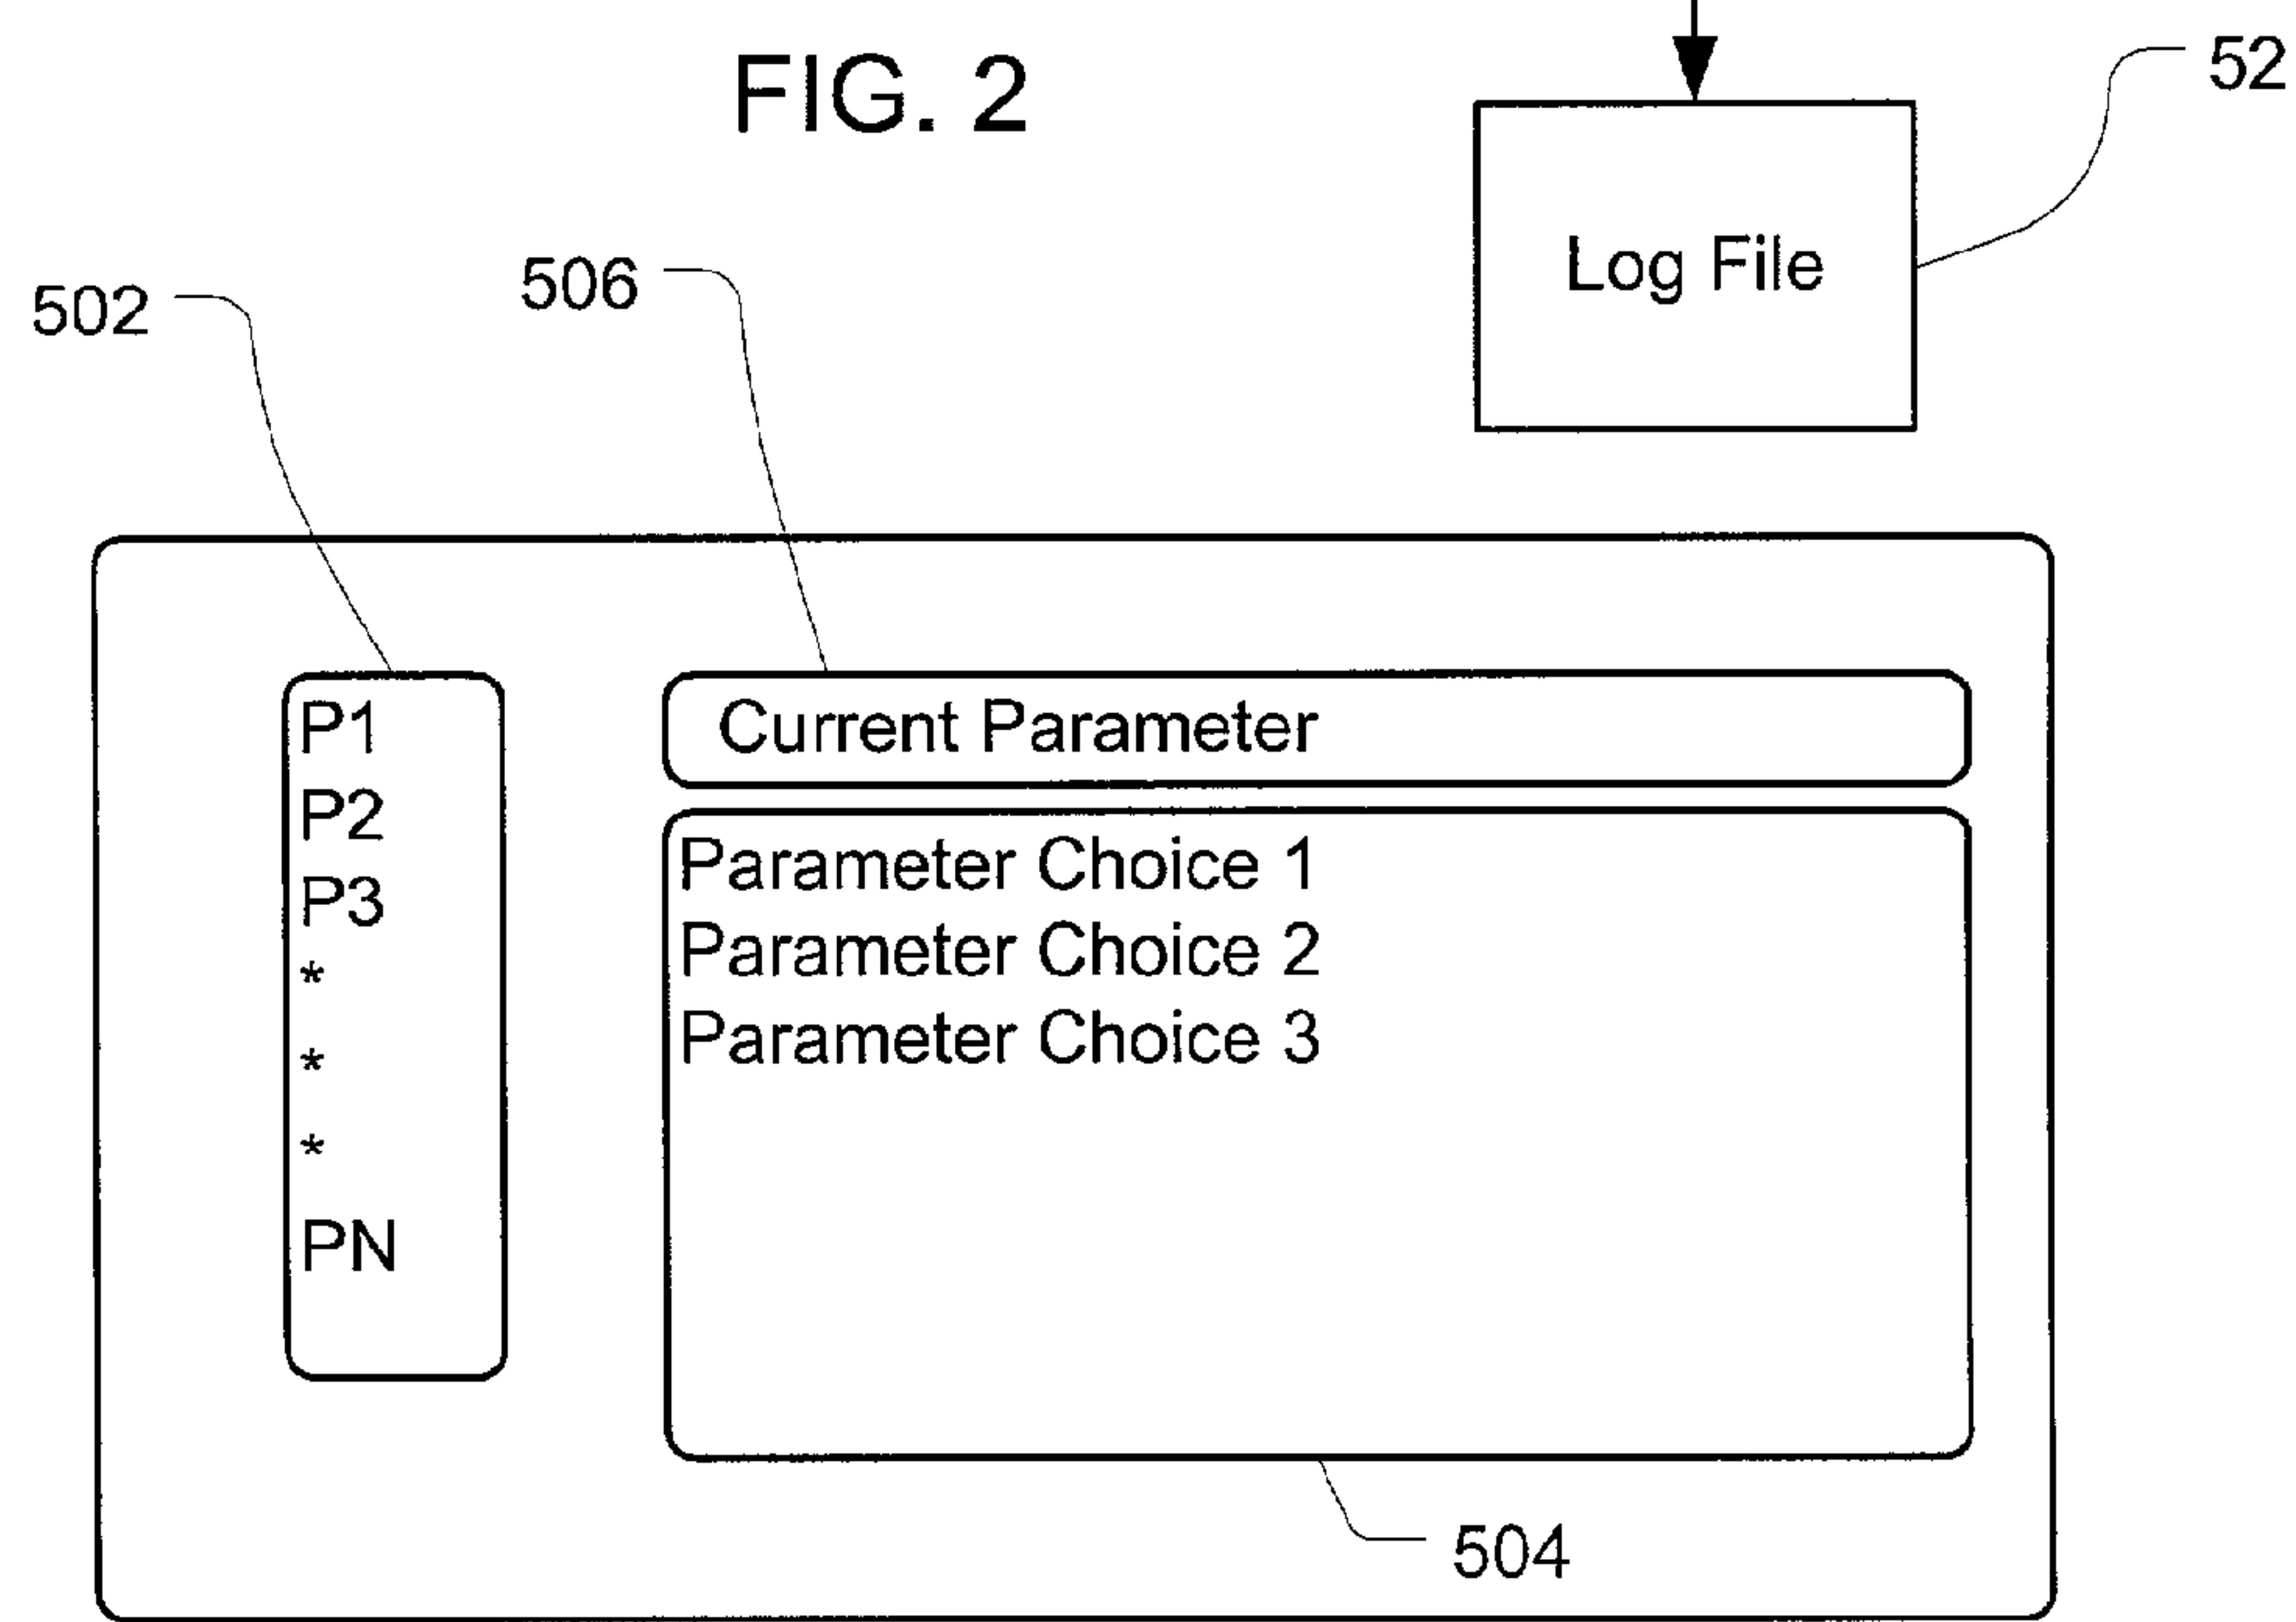 FIG. 2
52
Log File
506
502
P1
P2
P3
*
*
*
PN
Current Parameter
Parameter Choice 1
Parameter Choice 2
Parameter Choice 3
504